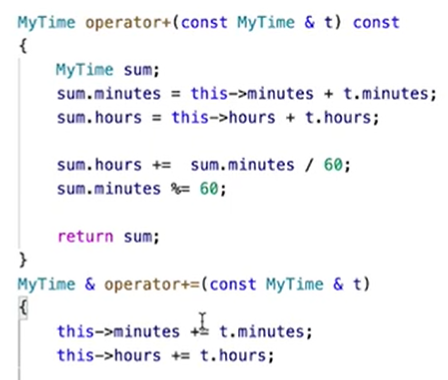 MyTime operator+(const MyTime & t) const
{
    MyTime sum;
    sum.minutes = this->minutes + t.minutes;
    sum.hours = this->hours + t.hours;

    sum.hours +=  sum.minutes / 60;
    sum.minutes %= 60;

    return sum;
}
MyTime & operator+=(const MyTime & t)
{
    this->minutes += t.minutes;
    this->hours += t.hours;